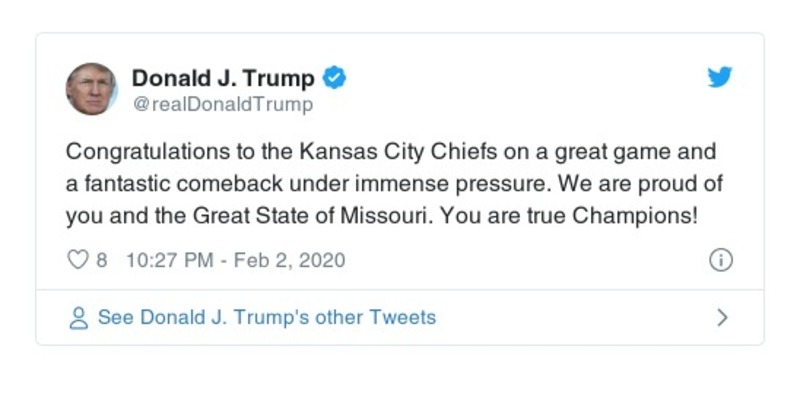 Donald J. Trump
@realDonaldTrump
Congratulations to the Kansas City Chiefs on a great game and
a fantastic comeback under immense pressure. We are proud of
you and the Great State of Missouri. You are true Champions!
8 10:27 PM - Feb 2, 2020
See Donald J. Trump's other Tweets